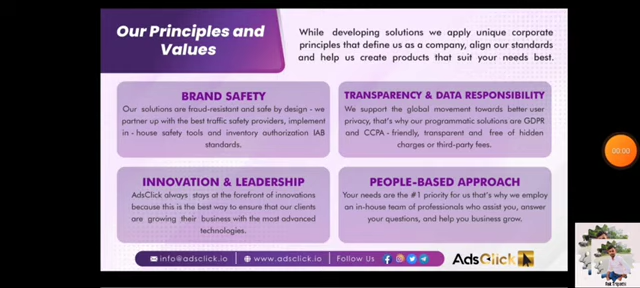 Our Principles and
Values
While developing solutions we apply unique corporate
principles that define us as a company, align our standards
and help us create products that suit your needs best.
BRAND SAFETY
Our solutions are fraud-resistant and safe by design - we
partner up with the best traffic safety providers, implement
in - house safety tools and inventory authorization IAB
standards.
TRANSPARENCY & DATA RESPONSIBILITY
We support the global movement towards better user
privacy, that's why our programmatic solutions are GDPR
and CCPA - friendly, transparent and free of hidden
charges or third-party fees.
INNOVATION & LEADERSHIP
AdsClick always stays at the forefront of innovations
because this is the best way to ensure that our clients
are growing their business with the most advanced
technologies.
PEOPLE-BASED APPROACH
Your needs are the #1 priority for us that's why we employ
an in-house team of professionals who assist you, answer
your questions, and help you business grow.
info@adsclick.io
www.adsclick.io
Follow Us
AdsClick
00:00